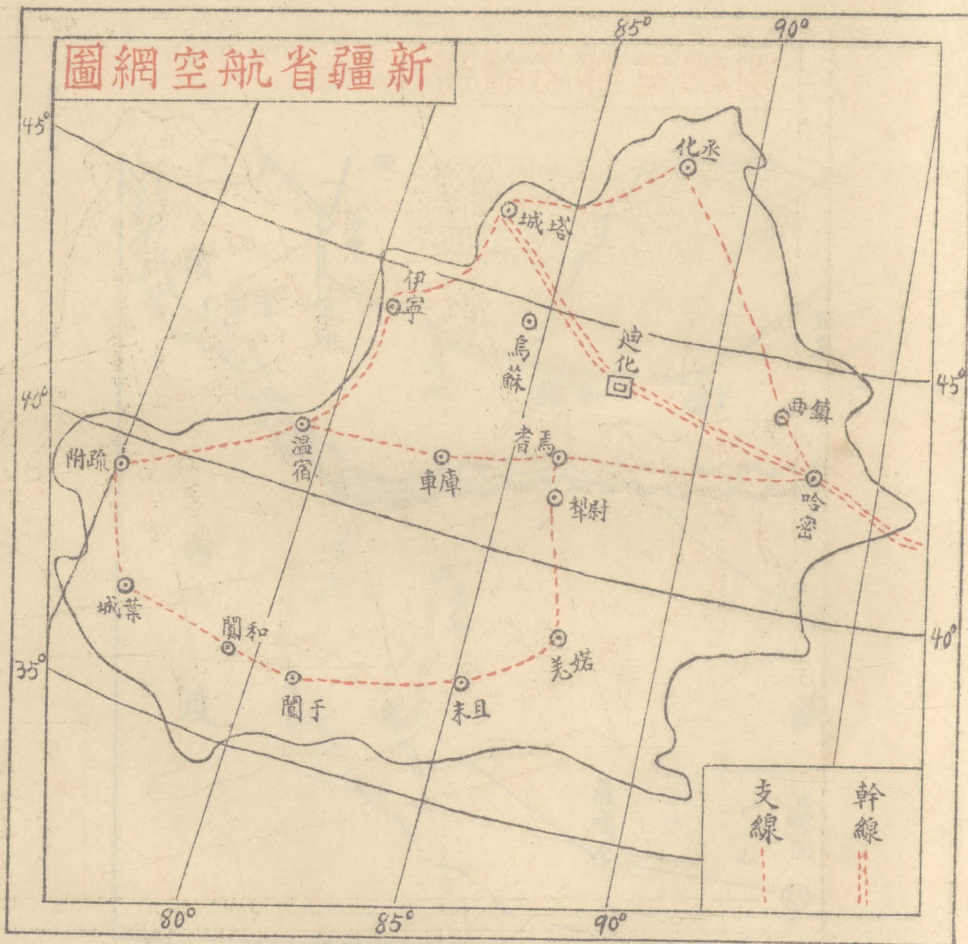 新疆省航空網圖
85°
90°
45°
承化
塔城
伊寧
烏蘇
迪化
45°
鎮西
40°
溫宿
疏附
庫車
焉耆
尉犁
哈密
葉城
和闐
婼羌
40°
35°
于闐
且末
支線
幹線
80°
85°
90°